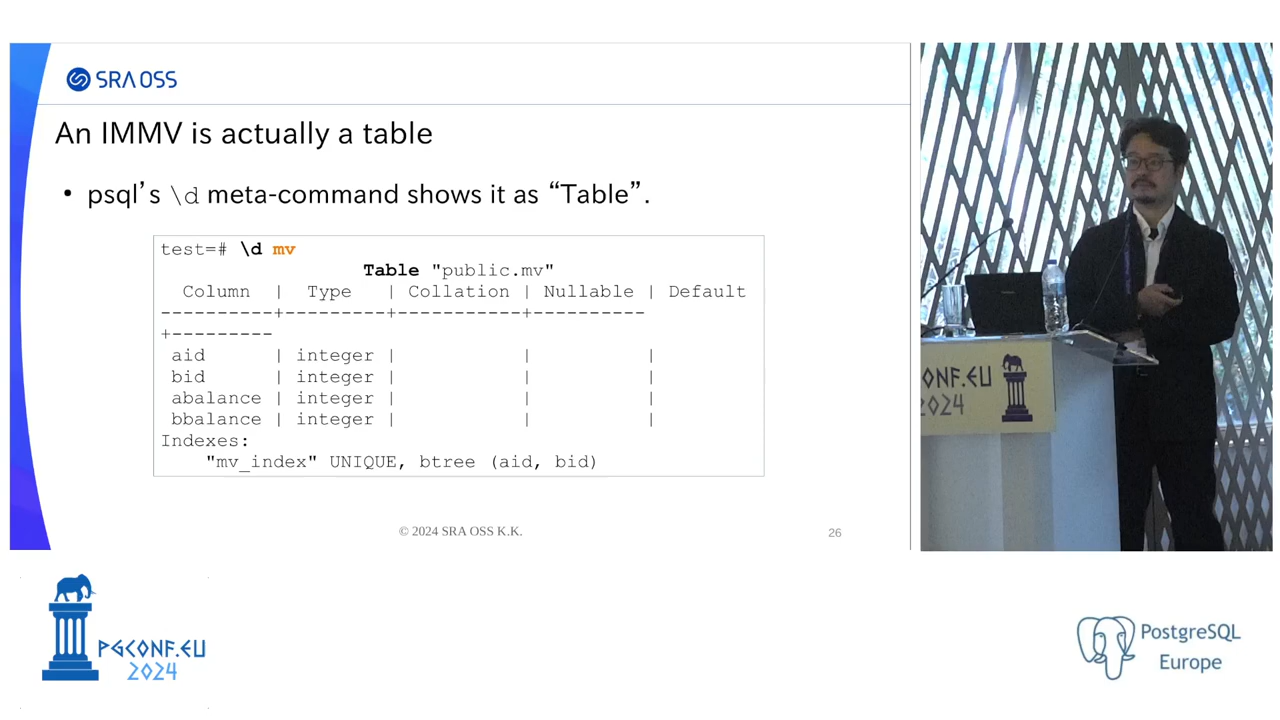 SRA OSS
An IMMV is actually a table
• psql's \d meta-command shows it as “Table”.
test=# \d mv
Table "public.mv"
Column | Type | Collation | Nullable | Default
----------+---------+-----------+----------
+---------
aid | integer | | |
bid | integer | | |
abalance | integer | | |
bbalance | integer | | |
Indexes:
"mv_index" UNIQUE, btree (aid, bid)
© 2024 SRA OSS K.K.
26
ONF.EU
2024
PGCONF.EU
2024
PostgreSQL
Europe